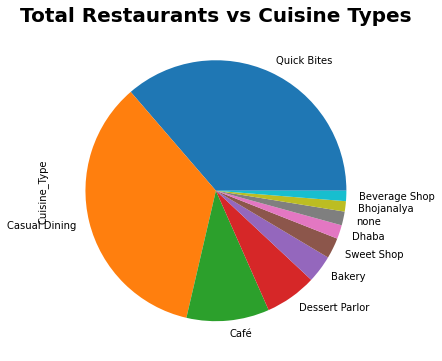 Total Restaurants vs Cuisine Types
Quick Bites
Cuisine_Type
Casual Dining
Beverage Shop
Bhojanalya
none
Dhaba
Sweet Shop
Bakery
Dessert Parlor
Café